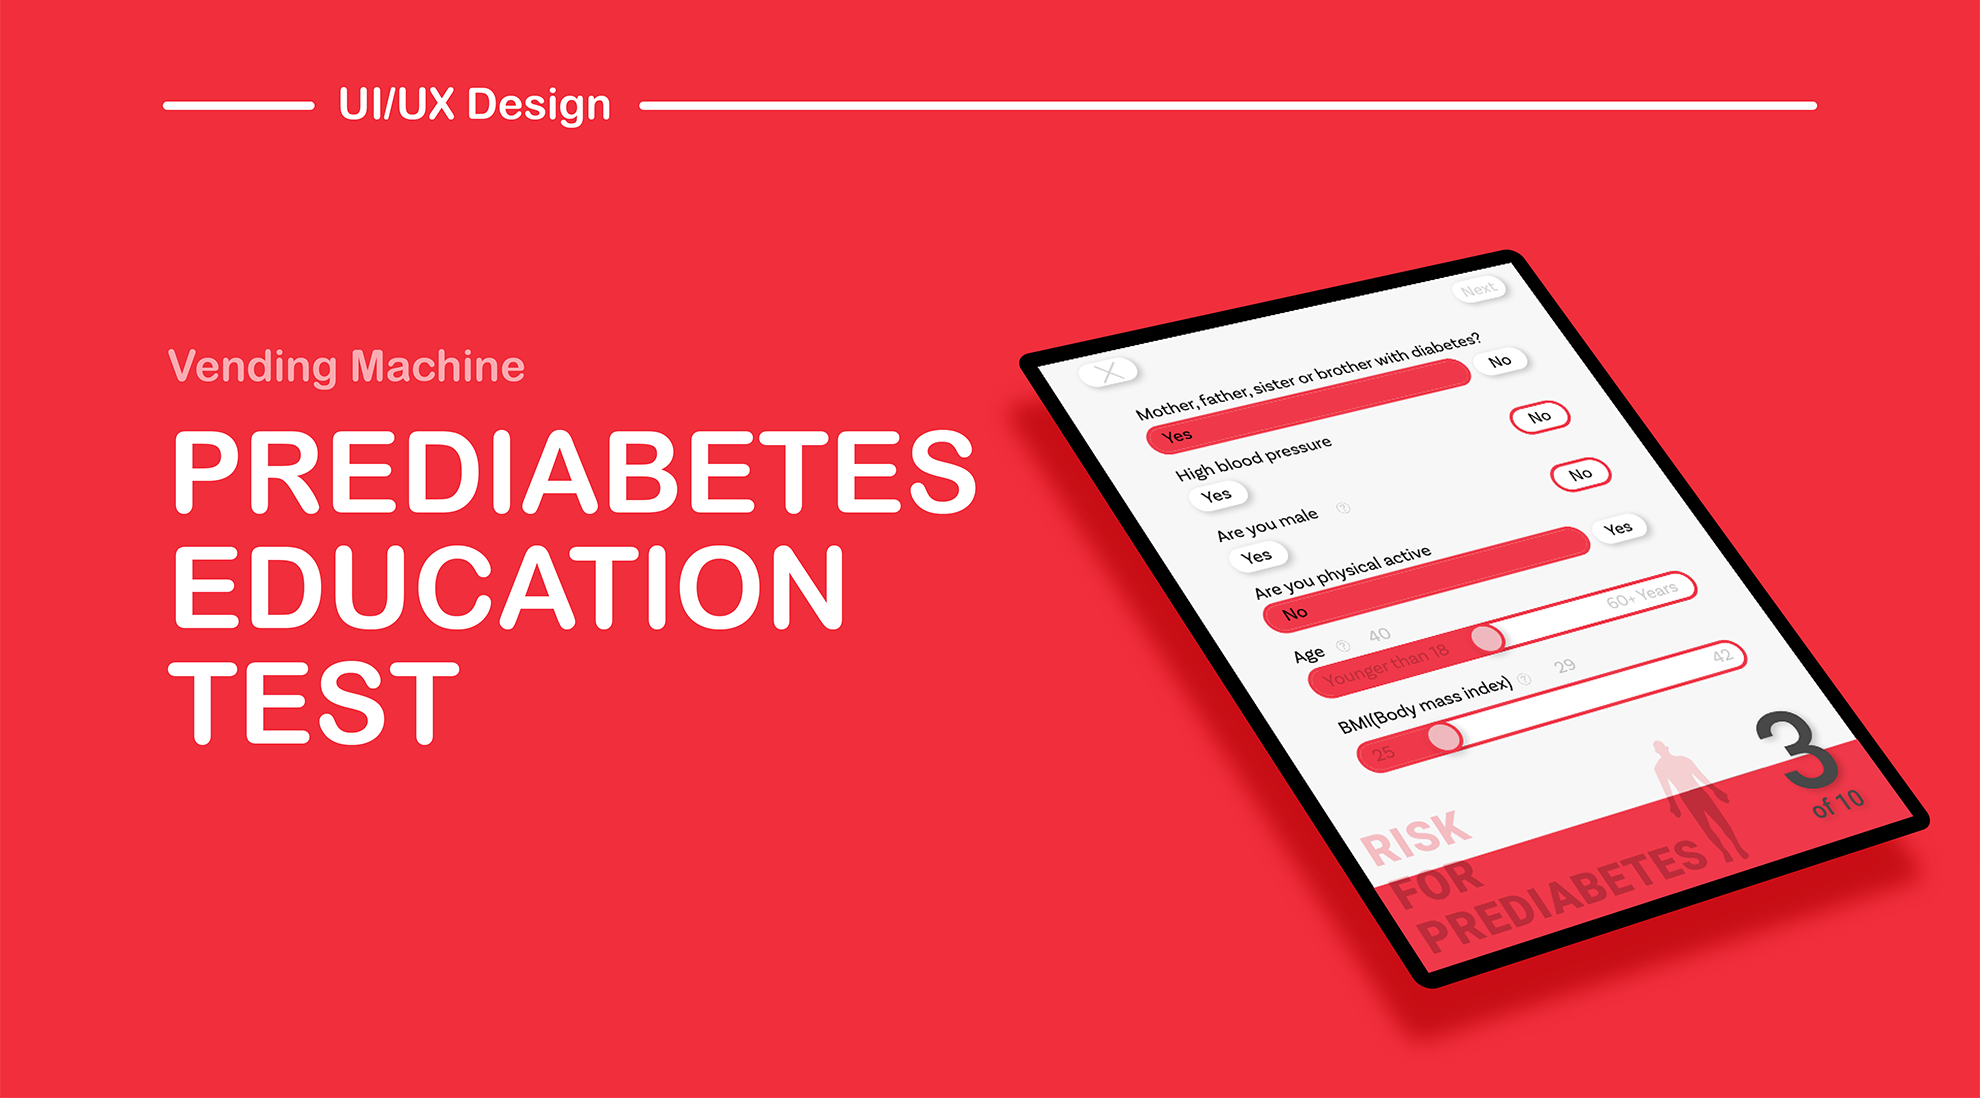 UI/UX Design
Vending Machine
PREDIABETES
EDUCATION
TEST
Next
Mother, father, sister or brother with diabetes?
Yes
No
High blood pressure
Yes
No
Are you male
Yes
No
Are you physical active
No
Yes
Age
40
Younger than 18
60+ Years
BMI(Body mass index)
29
25
42
3
of 10
RISK
FOR
PREDIABETES